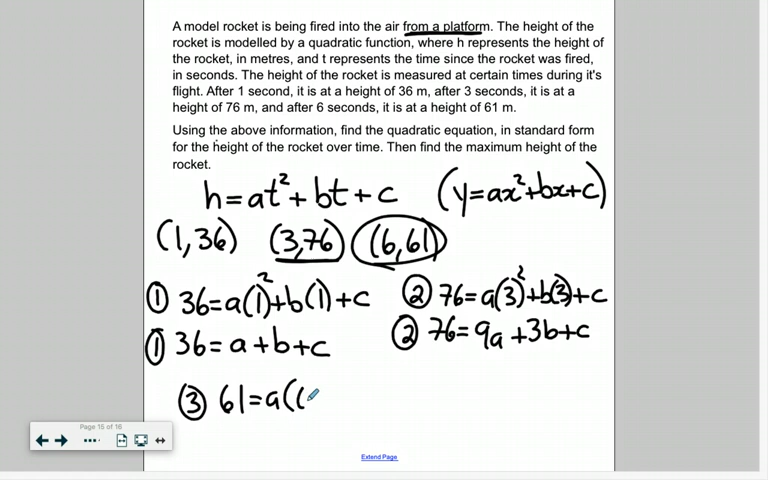 A model rocket is being fired into the air from a platform. The height of the
rocket is modelled by a quadratic function, where h represents the height of
the rocket, in metres, and t represents the time since the rocket was fired,
in seconds. The height of the rocket is measured at certain times during it's
flight. After 1 second, it is at a height of 36 m, after 3 seconds, it is at a
height of 76 m, and after 6 seconds, it is at a height of 61 m.
Using the above information, find the quadratic equation, in standard form
for the height of the rocket over time. Then find the maximum height of the
rocket.
h=at²+bt+c (y=ax²+bx+c)
(1,36) (3,76) (6,61)
① 36=a(1)²+b(1)+c ② 76=a(3)²+b(3)+c
① 36=a+b+c ② 76=9a+3b+c
③ 61=a(
Page 15 of 16
Extend Page